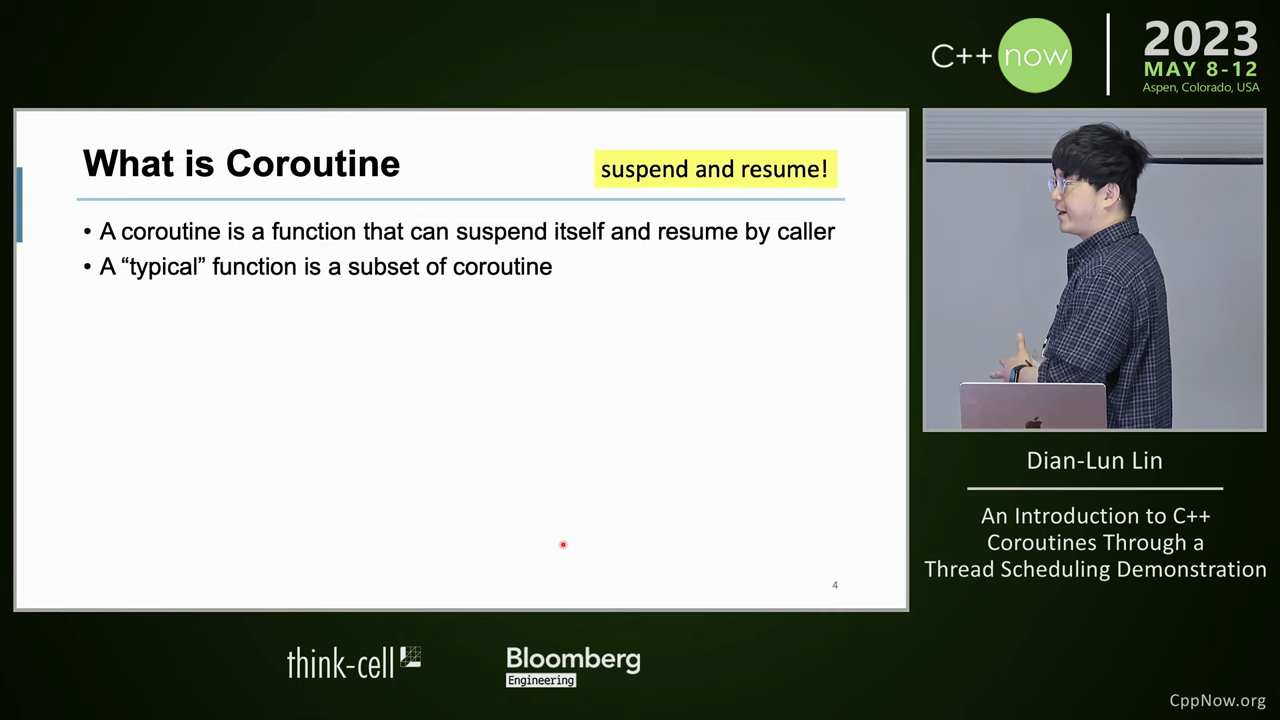 C++ now
2023
MAY 8-12
Aspen, Colorado, USA
What is Coroutine
suspend and resume!
• A coroutine is a function that can suspend itself and resume by caller
• A “typical” function is a subset of coroutine
4
Dian-Lun Lin
An Introduction to C++
Coroutines Through a
Thread Scheduling Demonstration
think-cell
Bloomberg
Engineering
CppNow.org